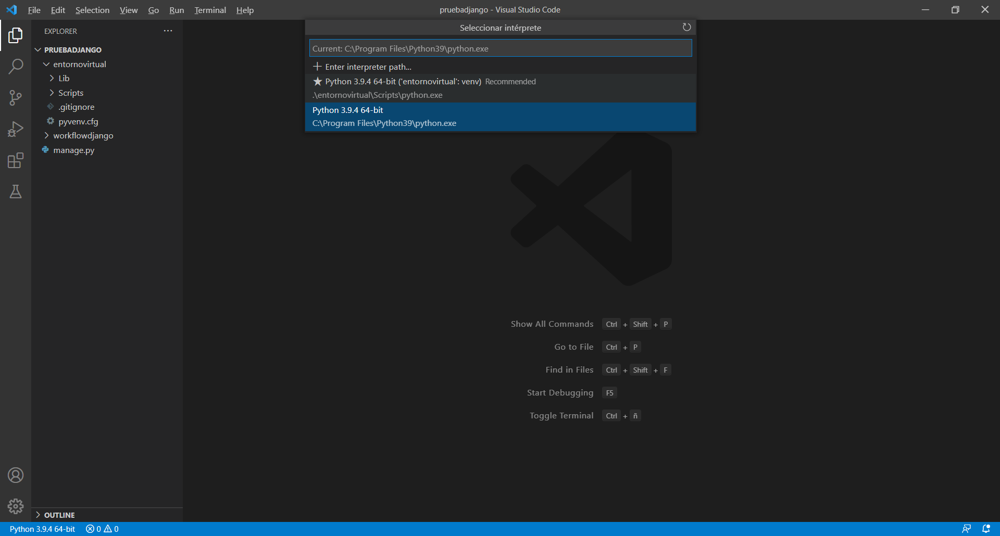 File Edit Selection View Go Run Terminal Help
pruebadjango - Visual Studio Code
EXPLORER
PRUEBADJANGO
entornovirtual
Lib
Scripts
.gitignore
pyvenv.cfg
workflowdjango
manage.py
OUTLINE
Seleccionar intérprete
Current: C:\Program Files\Python39\python.exe
Enter interpreter path...
Python 3.9.4 64-bit ('entornovirtual': venv) Recommended
.\entornovirtual\Scripts\python.exe
Python 3.9.4 64-bit
C:\Program Files\Python39\python.exe
Show All Commands Ctrl + Shift + P
Go to File Ctrl + P
Find in Files Ctrl + Shift + F
Start Debugging F5
Toggle Terminal Ctrl + ñ
Python 3.9.4 64-bit 0 0